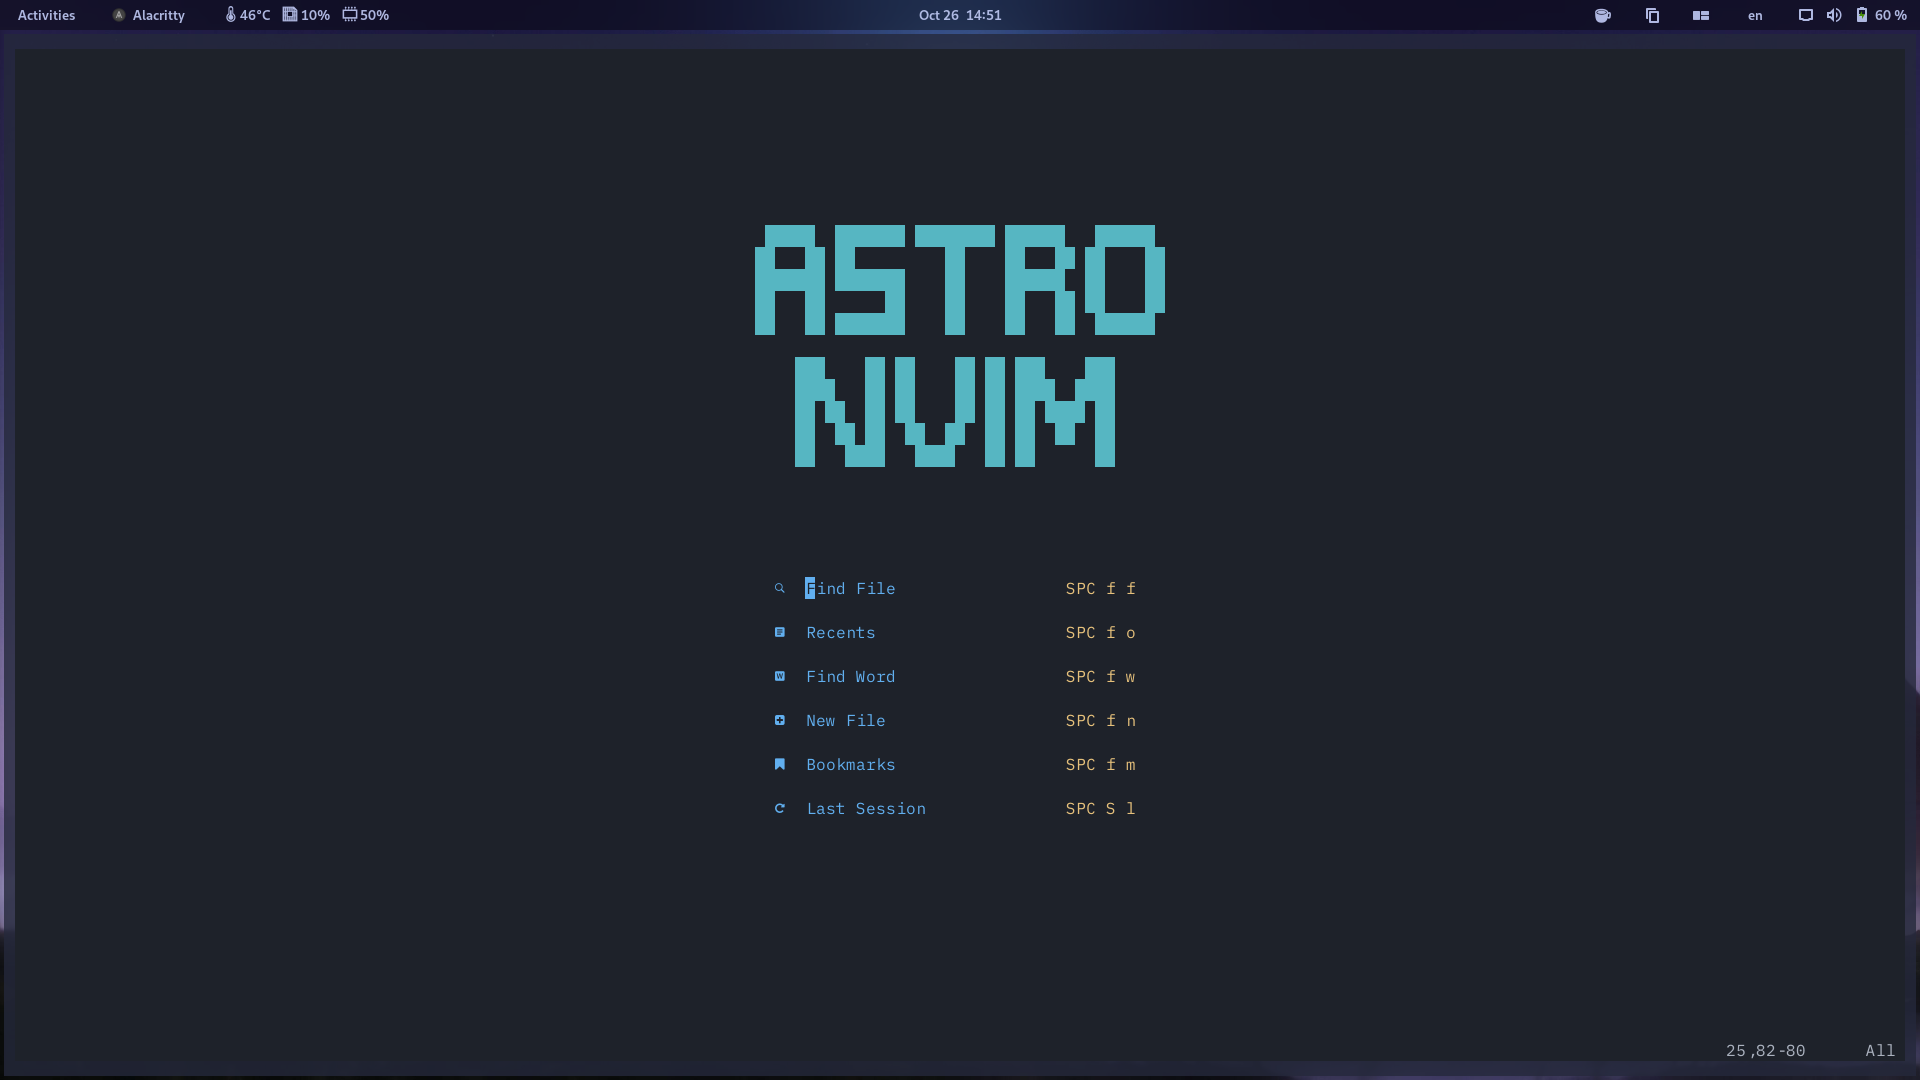 Activities Alacritty 46°C 10% 50% Oct 26 14:51 en 60 %
ASTRO
NVIM
Find File SPC f f
Recents SPC f o
Find Word SPC f w
New File SPC f n
Bookmarks SPC f m
Last Session SPC S l
25,82-80 All